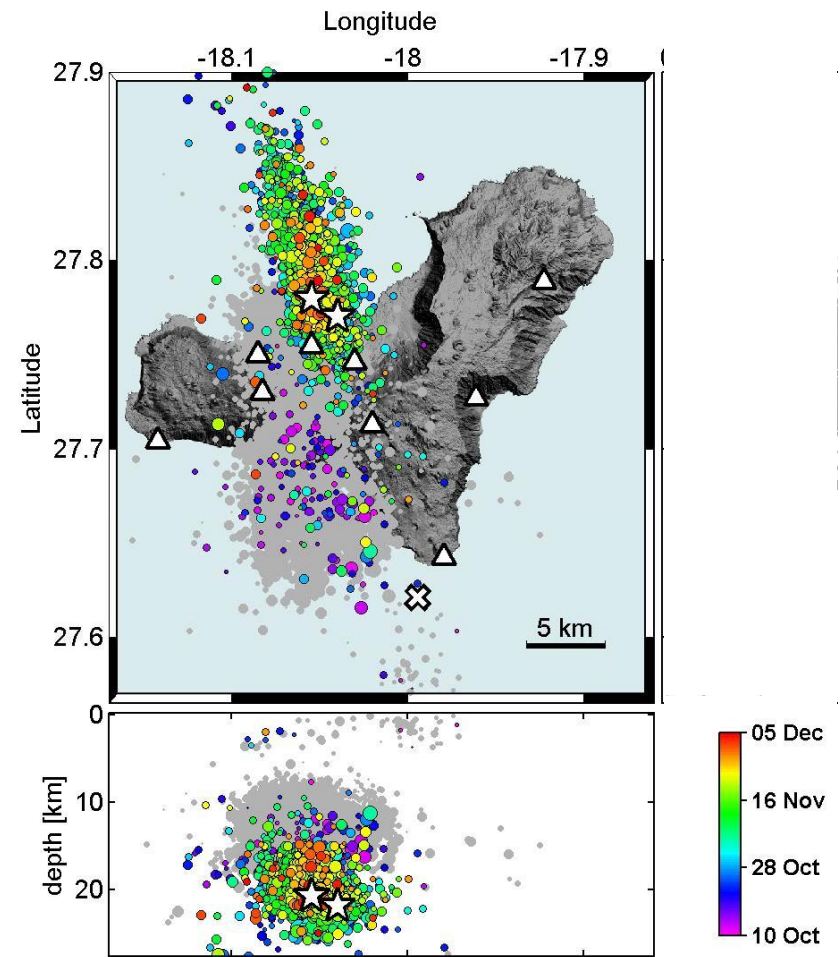 Longitude
-18.1 -18 -17.9
27.9
27.8
27.7
27.6
Latitude
5 km
0
10
20
depth [km]
05 Dec
16 Nov
28 Oct
10 Oct